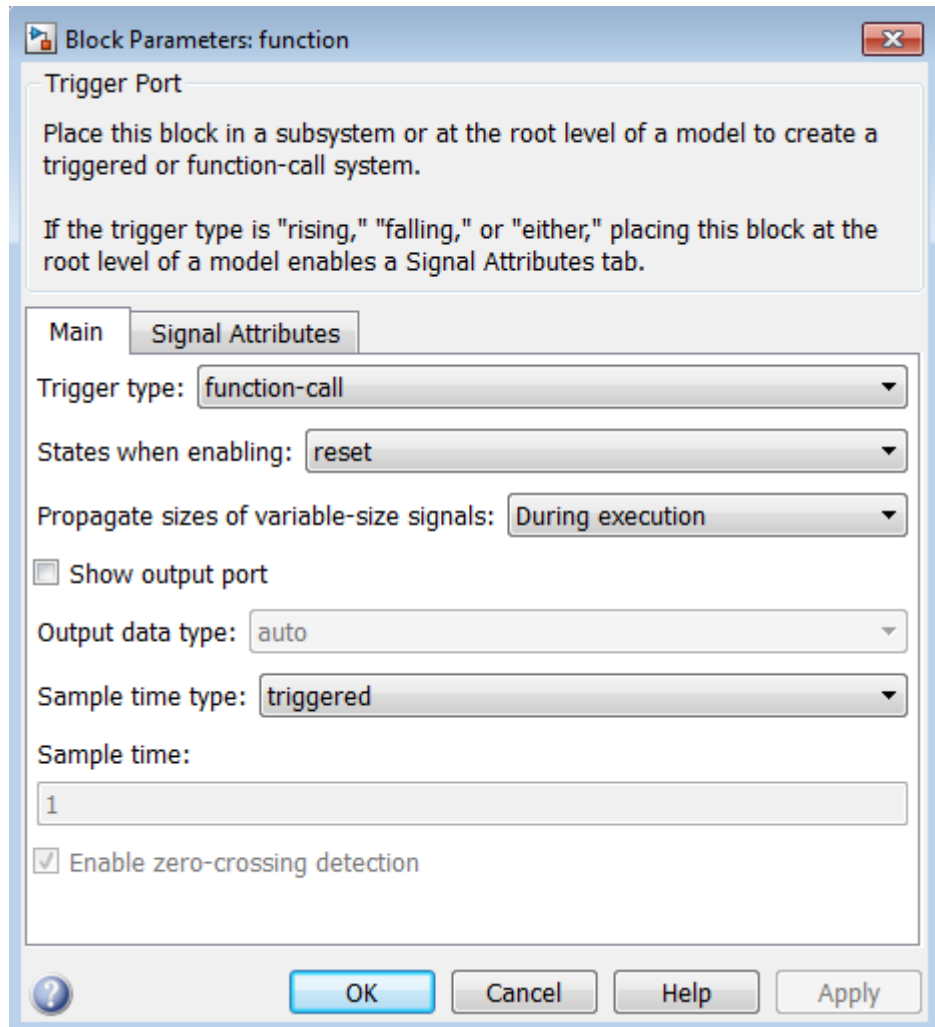 Block Parameters: function
Trigger Port
Place this block in a subsystem or at the root level of a model to create a
triggered or function-call system.
If the trigger type is "rising," "falling," or "either," placing this block at the
root level of a model enables a Signal Attributes tab.
Main
Signal Attributes
Trigger type: function-call
States when enabling: reset
Propagate sizes of variable-size signals: During execution
Show output port
Output data type: auto
Sample time type: triggered
Sample time:
1
Enable zero-crossing detection
?
OK
Cancel
Help
Apply